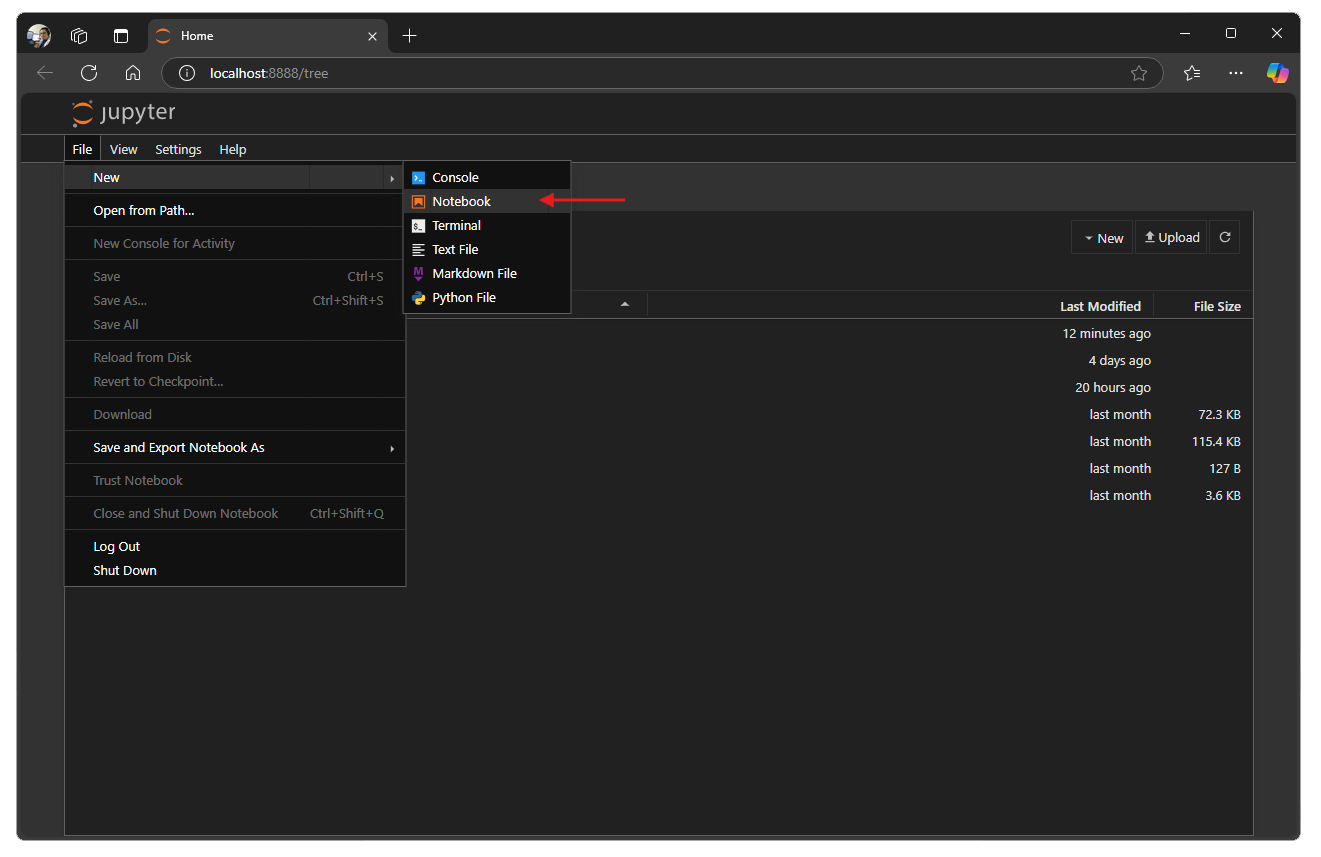 Home
localhost:8888/tree
jupyter
File View Settings Help
New
Console
Notebook
Terminal
Text File
Markdown File
Python File
Open from Path...
New Console for Activity
Save Ctrl+S
Save As... Ctrl+Shift+S
Save All
Reload from Disk
Revert to Checkpoint...
Download
Save and Export Notebook As
Trust Notebook
Close and Shut Down Notebook Ctrl+Shift+Q
Log Out
Shut Down
New Upload
Last Modified File Size
12 minutes ago
4 days ago
20 hours ago
last month 72.3 KB
last month 115.4 KB
last month 127 B
last month 3.6 KB